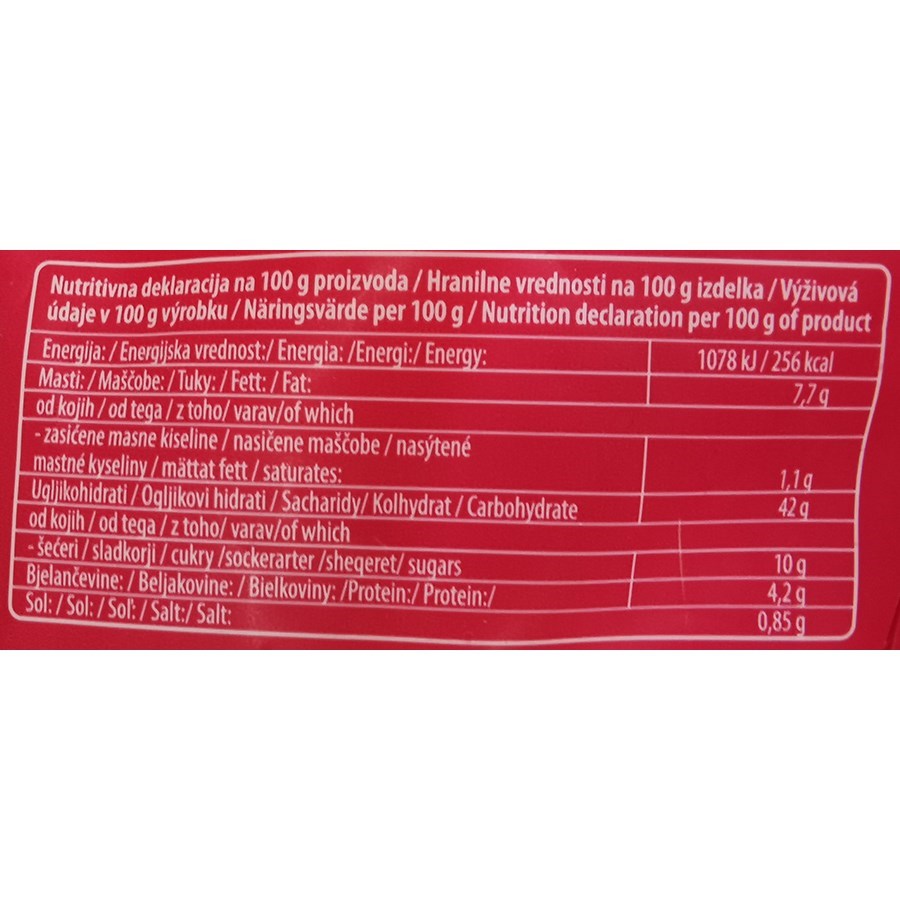 Nutritivna deklaracija na 100 g proizvoda / Hranilne vrednosti na 100 g izdelka / Výživová
údaje v 100 g výrobku / Näringsvärde per 100 g / Nutrition declaration per 100 g of product
Energija: / Energijska vrednost:/ Energia: /Energi:/ Energy: 1078 kJ / 256 kcal
Masti: / Maščobe: / Tuky: / Fett: / Fat: 7,7 g
od kojih / od tega / z toho/ varav/of which
- zasićene masne kiseline / nasičene maščobe / nasýtené
mastné kyseliny / mättat fett / saturates: 1,1 g
Ugljikohidrati / Ogljikovi hidrati / Sacharidy/ Kolhydrat / Carbohydrate 42 g
od kojih / od tega / z toho/ varav/of which
- šećeri / sladkorji / cukry /sockerarter /sheqeret/ sugars 10 g
Bjelančevine: / Beljakovine: / Bielkoviny: /Protein:/ Protein:/ 4,2 g
Sol: / Sol: / Soľ: / Salt:/ Salt: 0,85 g